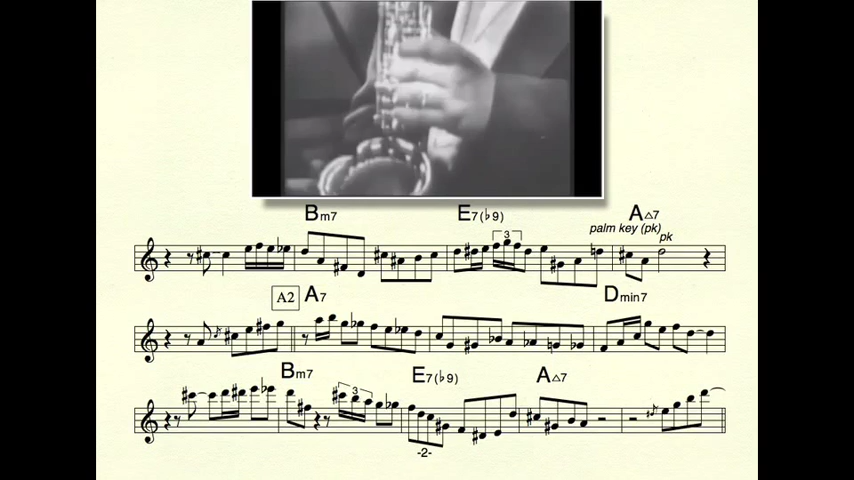 Bm7 E7(♭9) A△7
palm key (pk)
3 pk
A2 A7 Dmin7
Bm7 E7(♭9) A△7
3
-2-